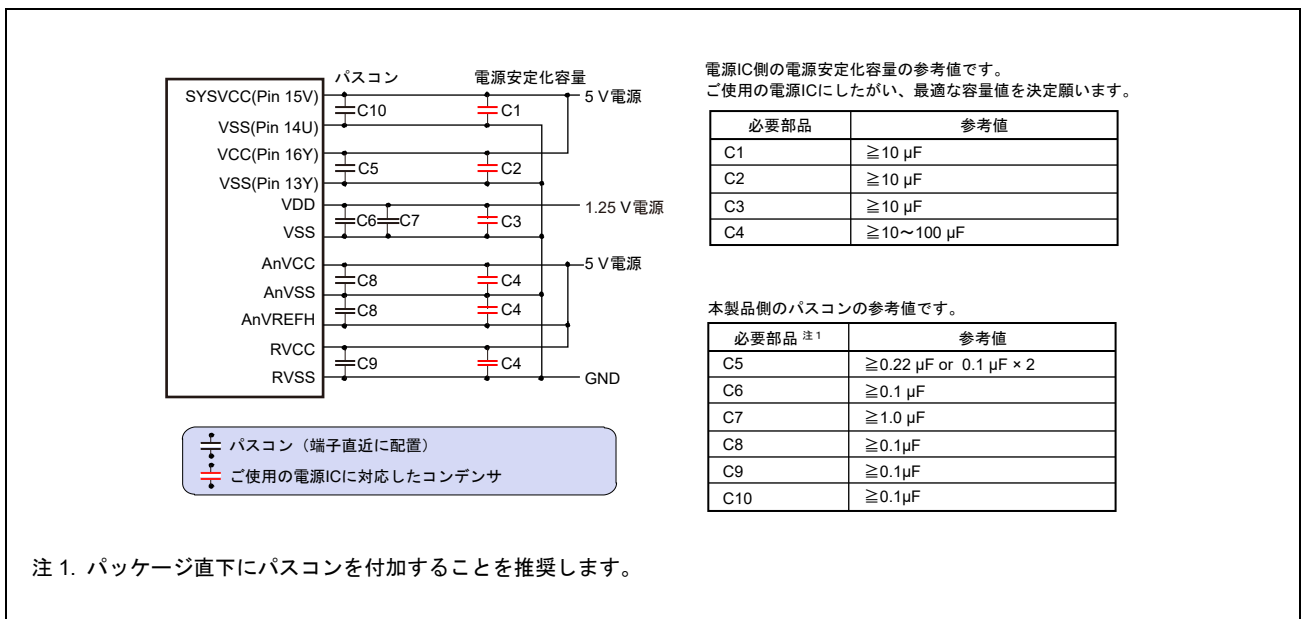 パスコン 電源安定化容量
SYSVCC(Pin 15V)
C10
C1
5 V電源
VSS(Pin 14U)
VCC(Pin 16Y)
C5
C2
VSS(Pin 13Y)
VDD
C6
C7
C3
1.25 V電源
VSS
AnVCC
C8
C4
5 V電源
AnVSS
C8
C4
AnVREFH
RVCC
C9
C4
RVSS
GND
パスコン（端子直近に配置）
ご使用の電源ICに対応したコンデンサ
電源IC側の電源安定化容量の参考値です。
ご使用の電源ICにしたがい、最適な容量値を決定願います。
必要部品 参考値
C1 ≧10 µF
C2 ≧10 µF
C3 ≧10 µF
C4 ≧10～100 µF
本製品側のパスコンの参考値です。
必要部品 注1 参考値
C5 ≧0.22 µF or 0.1 µF × 2
C6 ≧0.1 µF
C7 ≧1.0 µF
C8 ≧0.1µF
C9 ≧0.1µF
C10 ≧0.1µF
注 1. パッケージ直下にパスコンを付加することを推奨します。